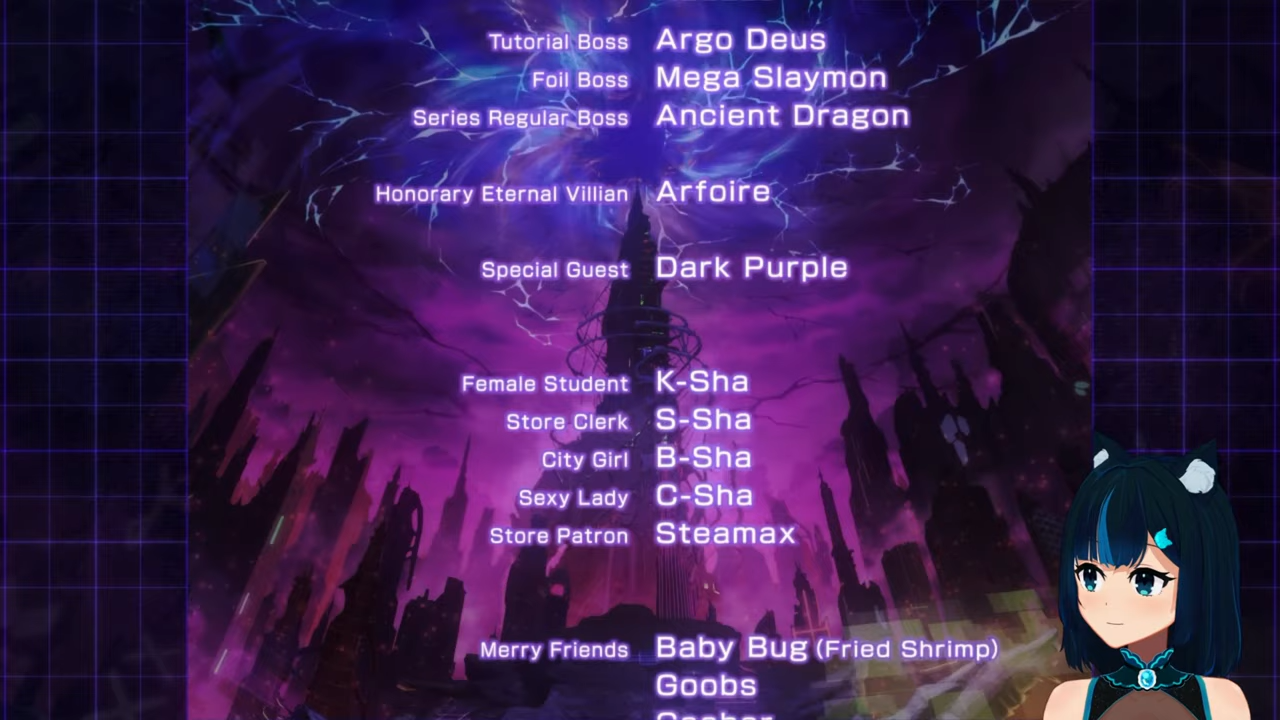 Tutorial Boss Argo Deus
Foil Boss Mega Slaymon
Series Regular Boss Ancient Dragon
Honorary Eternal Villian Arfoire
Special Guest Dark Purple
Female Student K-Sha
Store Clerk S-Sha
City Girl B-Sha
Sexy Lady C-Sha
Store Patron Steamax
Merry Friends Baby Bug (Fried Shrimp)
Goobs